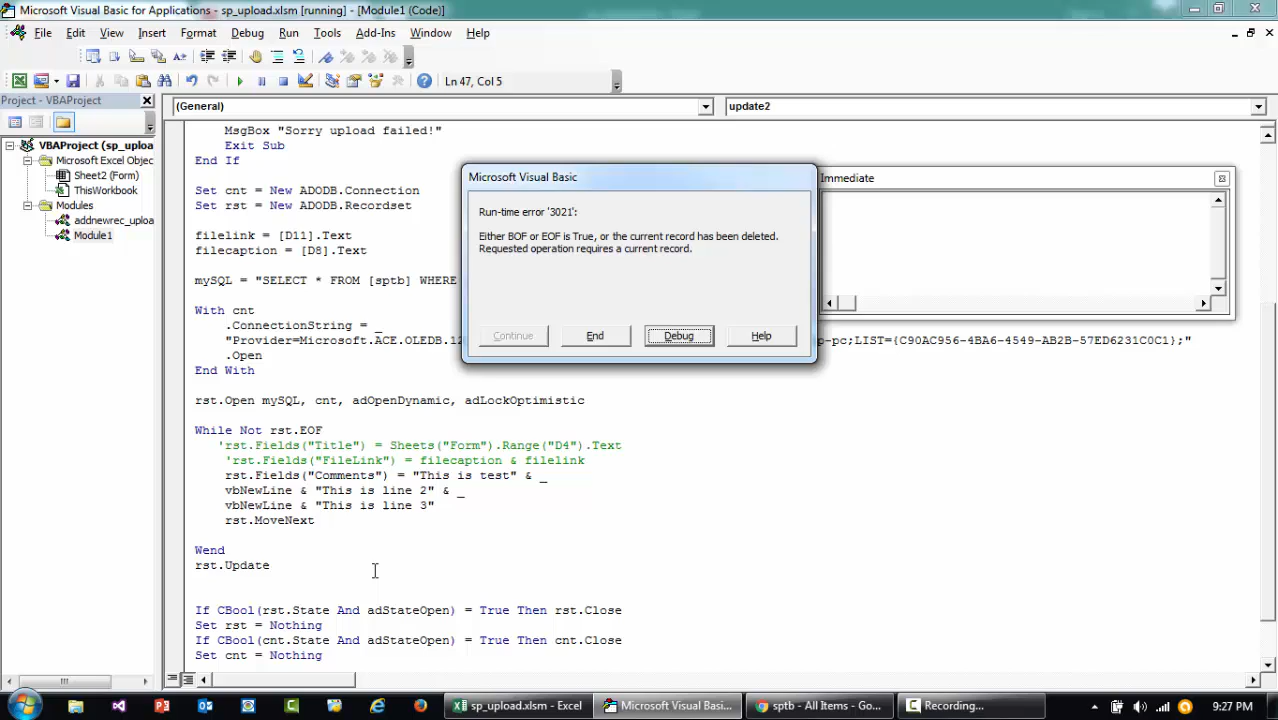 Microsoft Visual Basic for Applications - sp_upload.xlsm [running] - [Module1 (Code)]
File Edit View Insert Format Debug Run Tools Add-Ins Window Help
Ln 47, Col 5
Project - VBAProject
(General)
update2
VBAProject (sp_uploa
Microsoft Excel Objec
Sheet2 (Form)
ThisWorkbook
Modules
addnewrec_uploa
Module1
MsgBox "Sorry upload failed!"
Exit Sub
End If
Set cnt = New ADODB.Connection
Set rst = New ADODB.Recordset
filelink = [D11].Text
filecaption = [D8].Text
mySQL = "SELECT * FROM [sptb] WHERE
With cnt
.ConnectionString = _
"Provider=Microsoft.ACE.OLEDB.12
p-pc;LIST={C90AC956-4BA6-4549-AB2B-57ED6231C0C1};"
.Open
End With
rst.Open mySQL, cnt, adOpenDynamic, adLockOptimistic
While Not rst.EOF
'rst.Fields("Title") = Sheets("Form").Range("D4").Text
'rst.Fields("FileLink") = filecaption & filelink
rst.Fields("Comments") = "This is test" & _
vbNewLine & "This is line 2" & _
vbNewLine & "This is line 3"
rst.MoveNext
Wend
rst.Update
If CBool(rst.State And adStateOpen) = True Then rst.Close
Set rst = Nothing
If CBool(cnt.State And adStateOpen) = True Then cnt.Close
Set cnt = Nothing
Microsoft Visual Basic
Run-time error '3021':
Either BOF or EOF is True, or the current record has been deleted.
Requested operation requires a current record.
Continue
End
Debug
Help
Immediate
sp_upload.xlsm - Excel
Microsoft Visual Basi...
sptb - All Items - Go...
Recording...
9:27 PM